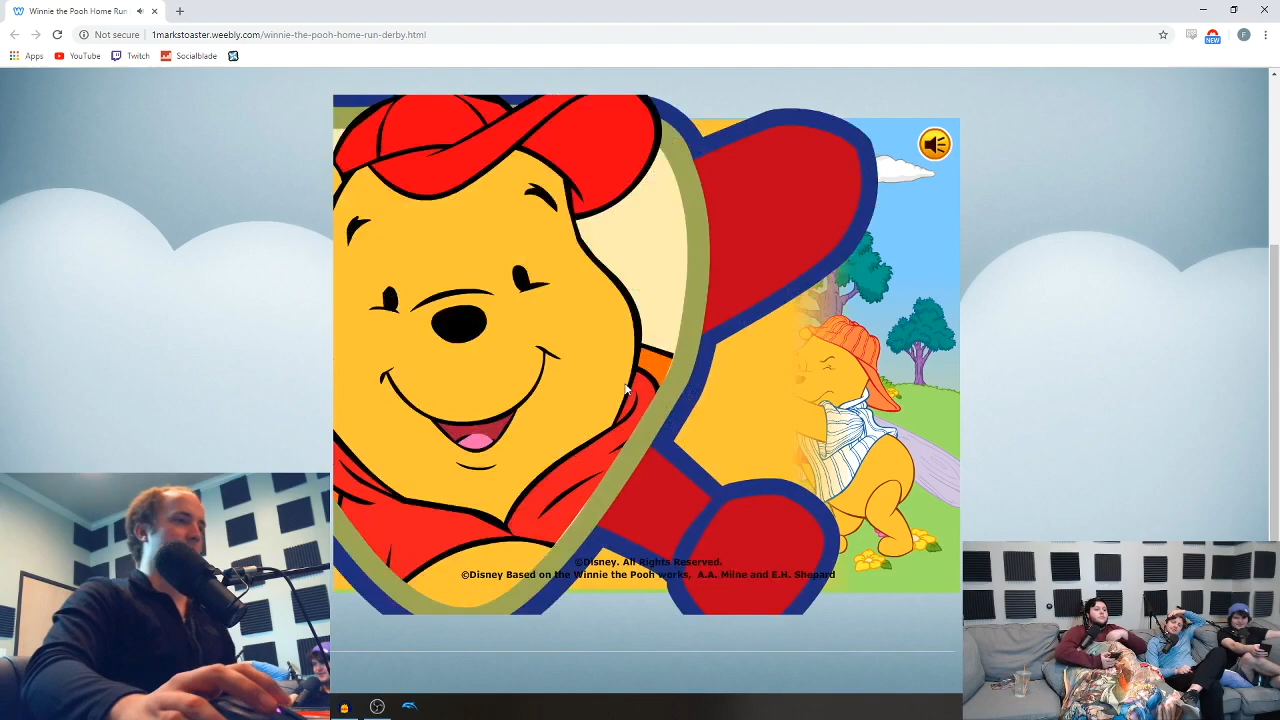 Winnie the Pooh Home Run
Not secure
1markstoaster.weebly.com/winnie-the-pooh-home-run-derby.html
NEW
F
Apps
YouTube
Twitch
Socialblade
©Disney. All Rights Reserved.
©Disney Based on the Winnie the Pooh works, A.A. Milne and E.H. Shepard